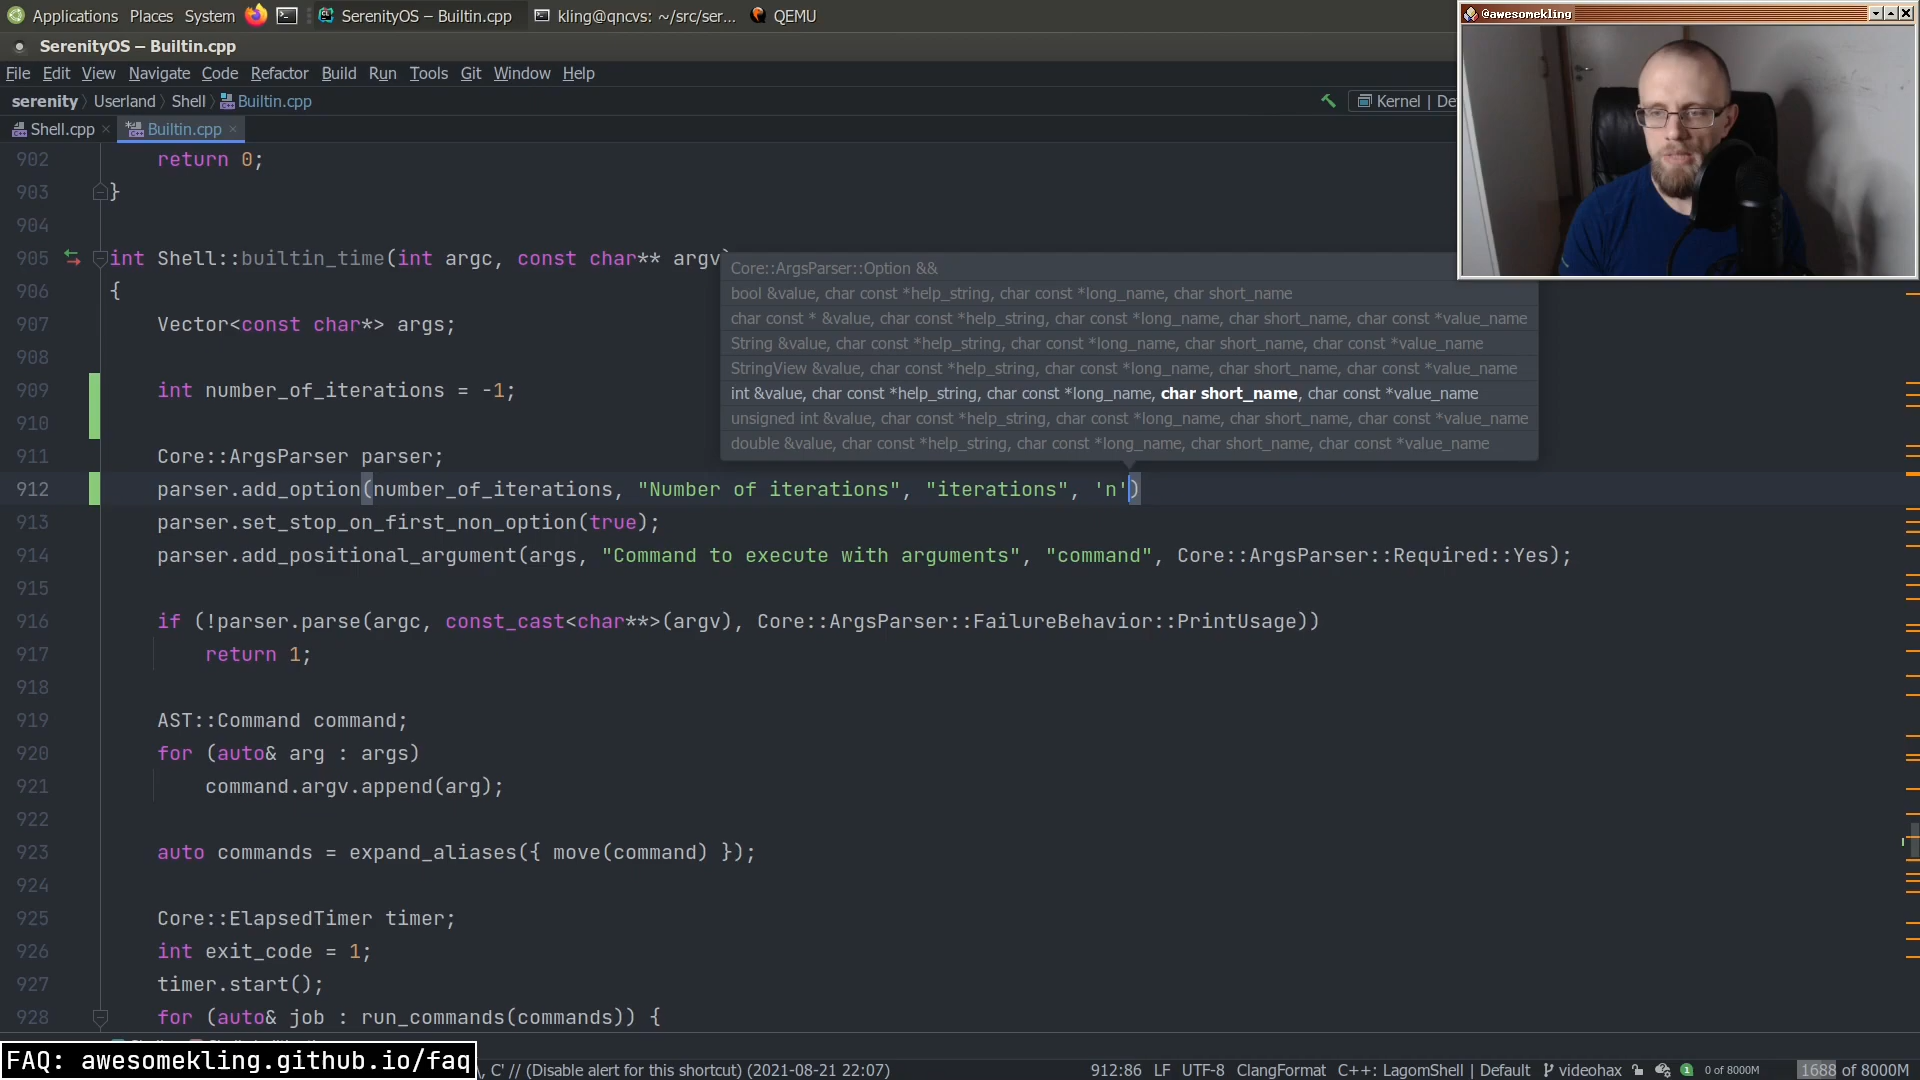 Applications Places System SerenityOS – Builtin.cpp kling@qncvs: ~/src/ser... QEMU
@awesomekling
SerenityOS – Builtin.cpp
File Edit View Navigate Code Refactor Build Run Tools Git Window Help
serenity Userland Shell Builtin.cpp Kernel | De
Shell.cpp Builtin.cpp
902 return 0;
903 }
904
905 int Shell::builtin_time(int argc, const char** argv)
Core::ArgsParser::Option &&
906 {
bool &value, char const *help_string, char const *long_name, char short_name
907 Vector<const char*> args;
char const * &value, char const *help_string, char const *long_name, char short_name, char const *value_name
String &value, char const *help_string, char const *long_name, char short_name, char const *value_name
908
StringView &value, char const *help_string, char const *long_name, char short_name, char const *value_name
909 int number_of_iterations = -1;
int &value, char const *help_string, char const *long_name, char short_name, char const *value_name
910
unsigned int &value, char const *help_string, char const *long_name, char short_name, char const *value_name
double &value, char const *help_string, char const *long_name, char short_name, char const *value_name
911 Core::ArgsParser parser;
912 parser.add_option(number_of_iterations, "Number of iterations", "iterations", 'n')
913 parser.set_stop_on_first_non_option(true);
914 parser.add_positional_argument(args, "Command to execute with arguments", "command", Core::ArgsParser::Required::Yes);
915
916 if (!parser.parse(argc, const_cast<char**>(argv), Core::ArgsParser::FailureBehavior::PrintUsage))
917 return 1;
918
919 AST::Command command;
920 for (auto& arg : args)
921 command.argv.append(arg);
922
923 auto commands = expand_aliases({ move(command) });
924
925 Core::ElapsedTimer timer;
926 int exit_code = 1;
927 timer.start();
928 for (auto& job : run_commands(commands)) {
FAQ: awesomekling.github.io/faq
, C' // (Disable alert for this shortcut) (2021-08-21 22:07) 912:86 LF UTF-8 ClangFormat C++: LagomShell | Default videohax 1 0 of 8000M 1688 of 8000M